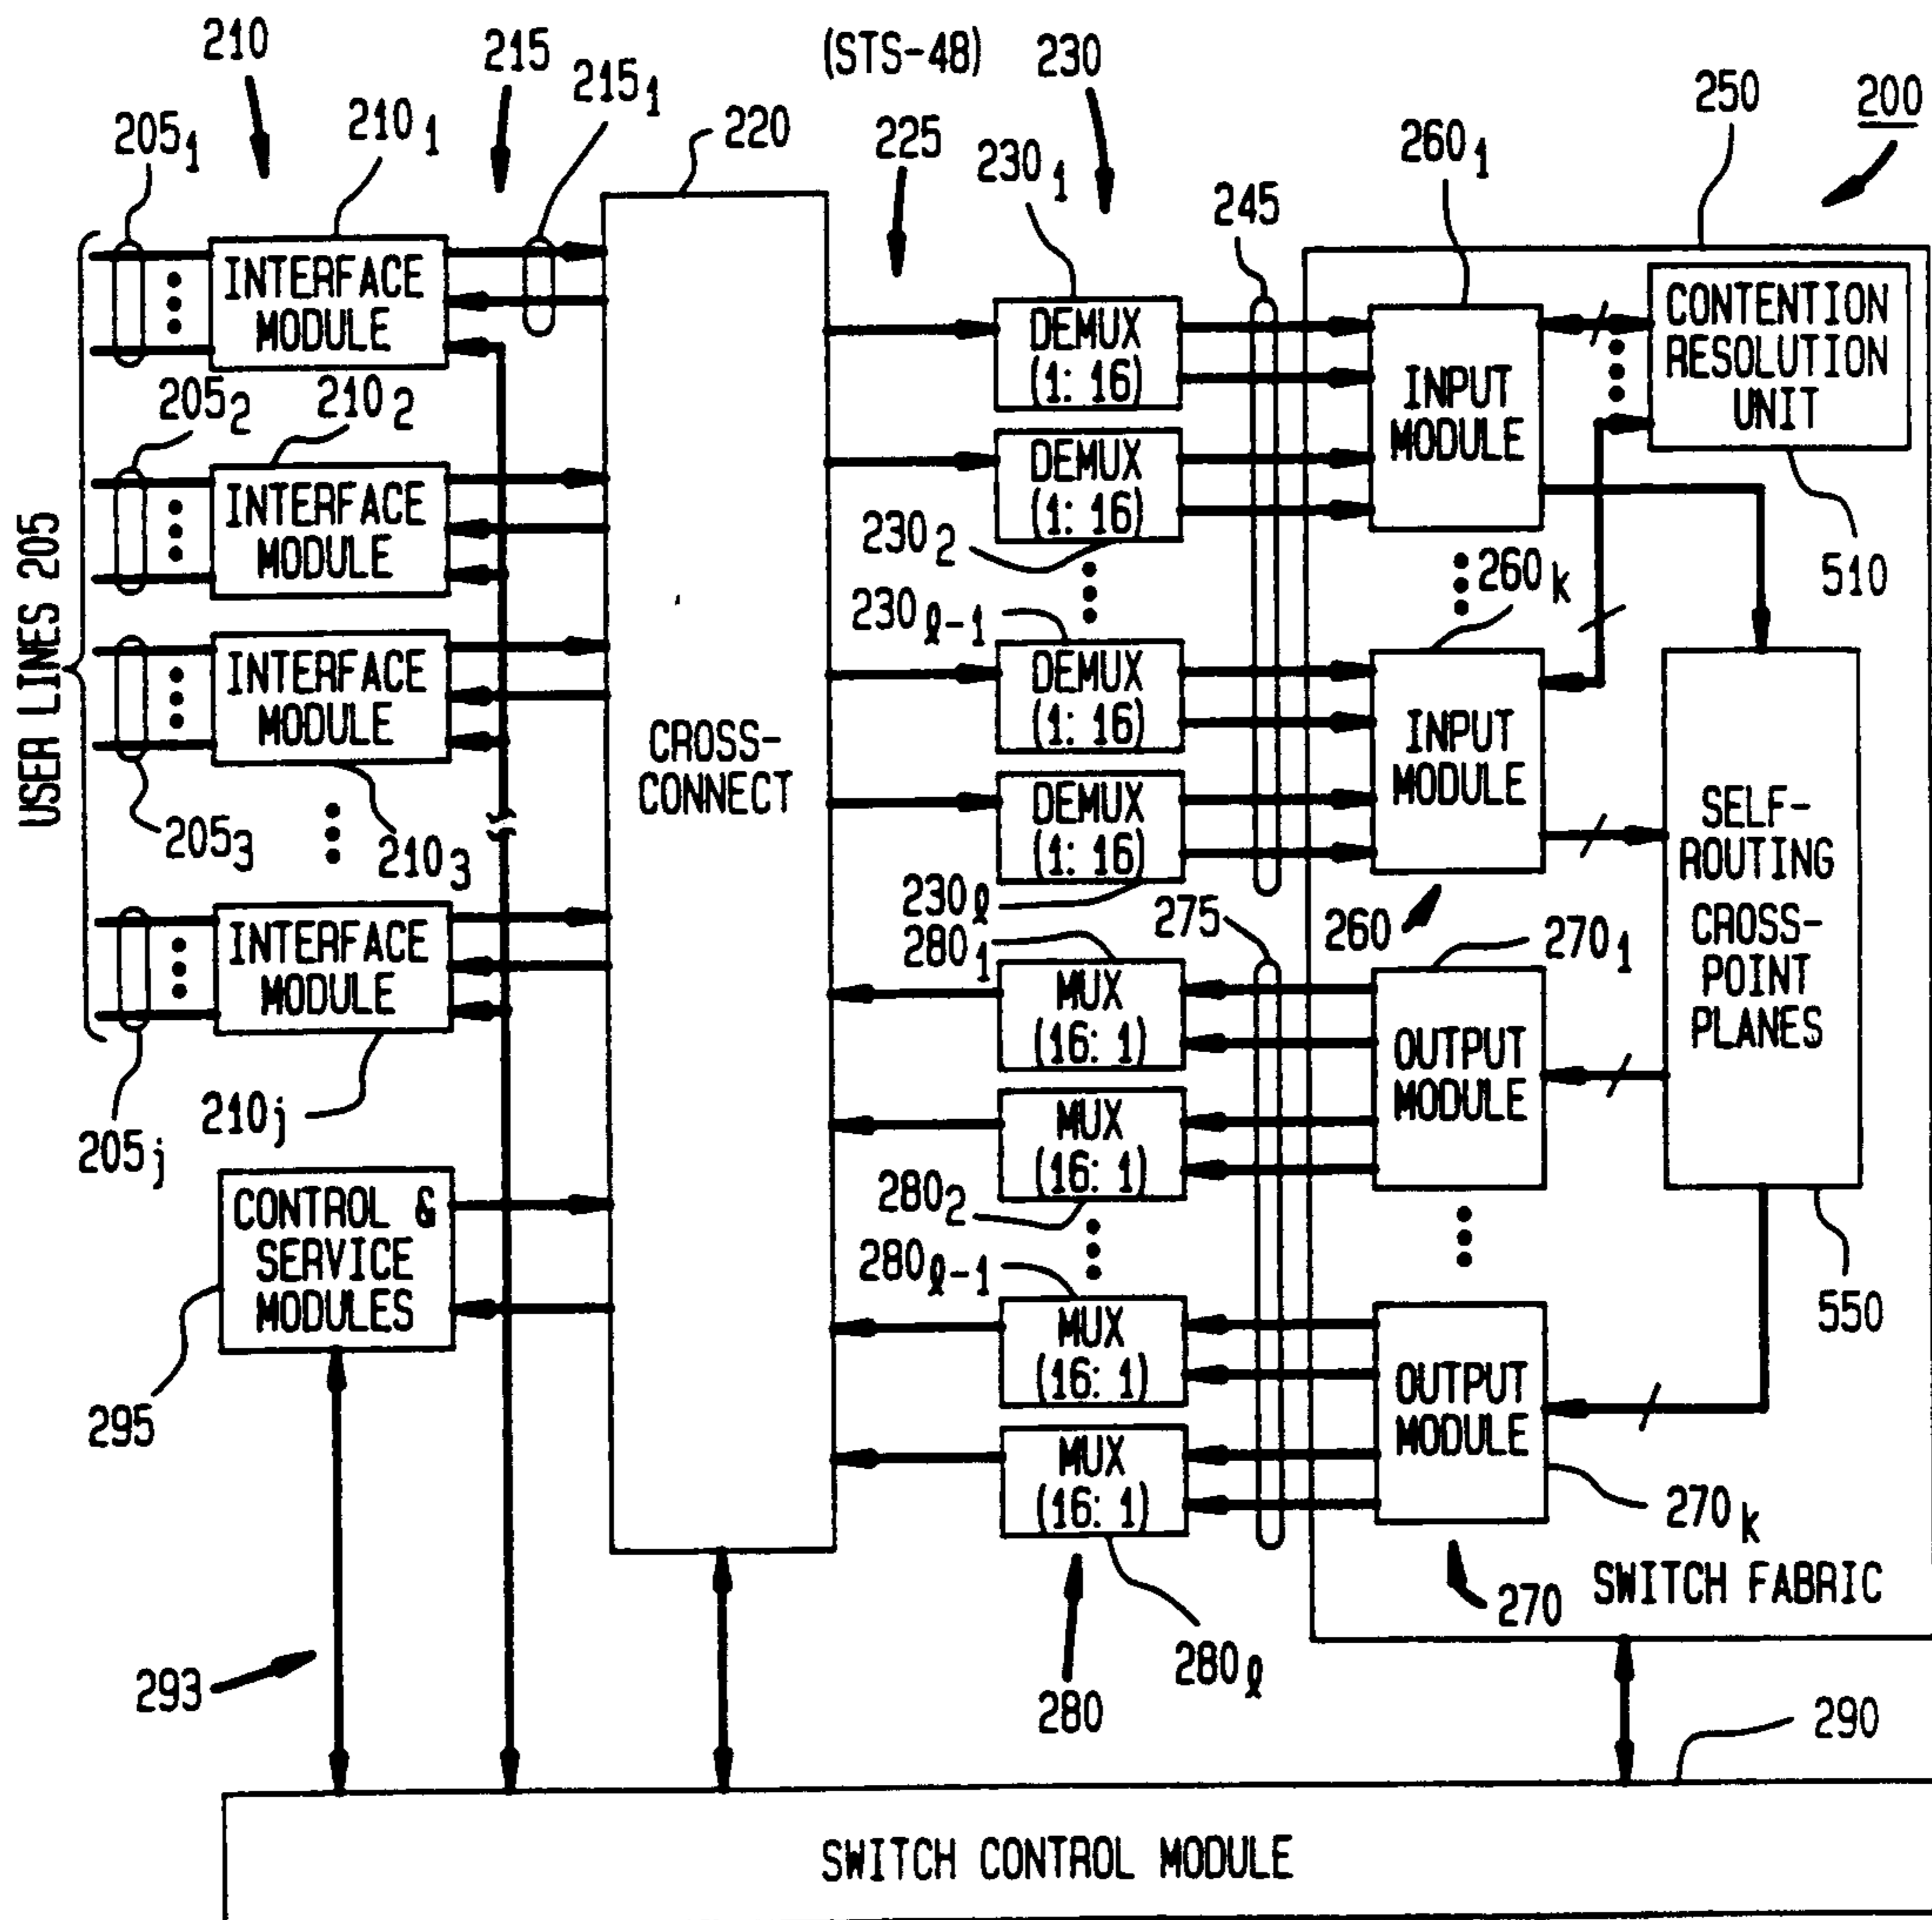 210
215
215₁
(STS-48)
230
250
200
205₁
210₁
220
225
230₁
245
260₁
INTERFACE
MODULE
DEMUX
(1: 16)
INPUT
MODULE
CONTENTION
RESOLUTION
UNIT
205₂
210₂
DEMUX
(1: 16)
INTERFACE
MODULE
230₂
260ₖ
510
USER LINES 205
230ℓ₋₁
INTERFACE
MODULE
DEMUX
(1: 16)
INPUT
MODULE
CROSS-
CONNECT
DEMUX
(1: 16)
SELF-
ROUTING
CROSS-
POINT
PLANES
205₃
210₃
230ℓ
280₁
275
260
270₁
INTERFACE
MODULE
MUX
(16: 1)
OUTPUT
MODULE
210ⱼ
205ⱼ
MUX
(16: 1)
280₂
CONTROL &
SERVICE
MODULES
280ℓ₋₁
550
295
MUX
(16: 1)
OUTPUT
MODULE
MUX
(16: 1)
270ₖ
SWITCH FABRIC
270
293
280
280ℓ
290
SWITCH CONTROL MODULE